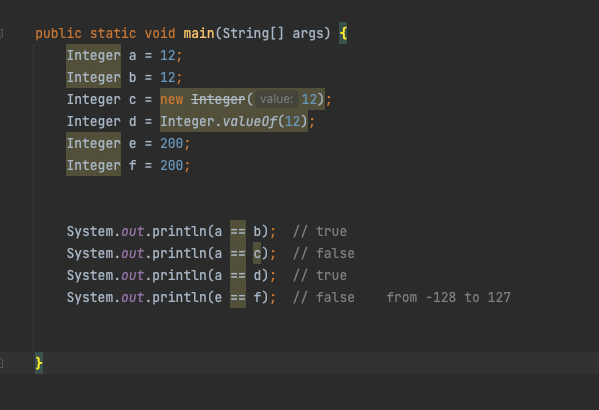 public static void main(String[] args) {
Integer a = 12;
Integer b = 12;
Integer c = new Integer( value: 12);
Integer d = Integer.valueOf(12);
Integer e = 200;
Integer f = 200;
System.out.println(a == b);  // true
System.out.println(a == c);  // false
System.out.println(a == d);  // true
System.out.println(e == f);  // false    from -128 to 127
}